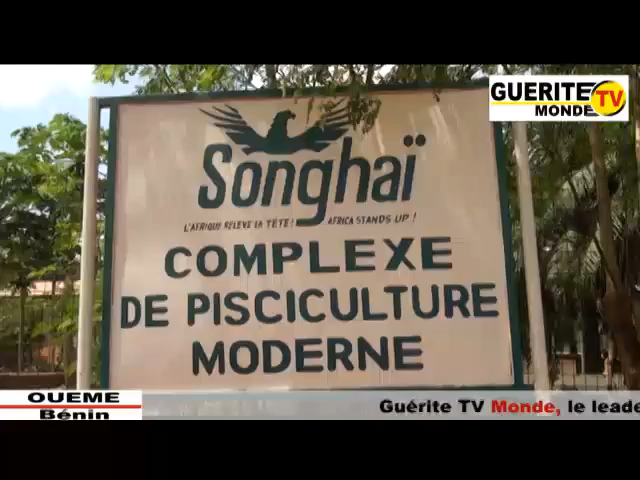 GUERITE TV
MONDE
Songhaï
L'AFRIQUE RELÈVE LA TÊTE! AFRICA STANDS UP!
COMPLEXE
DE PISCICULTURE
MODERNE
OUEME
Bénin
Guérite TV Monde, le leade